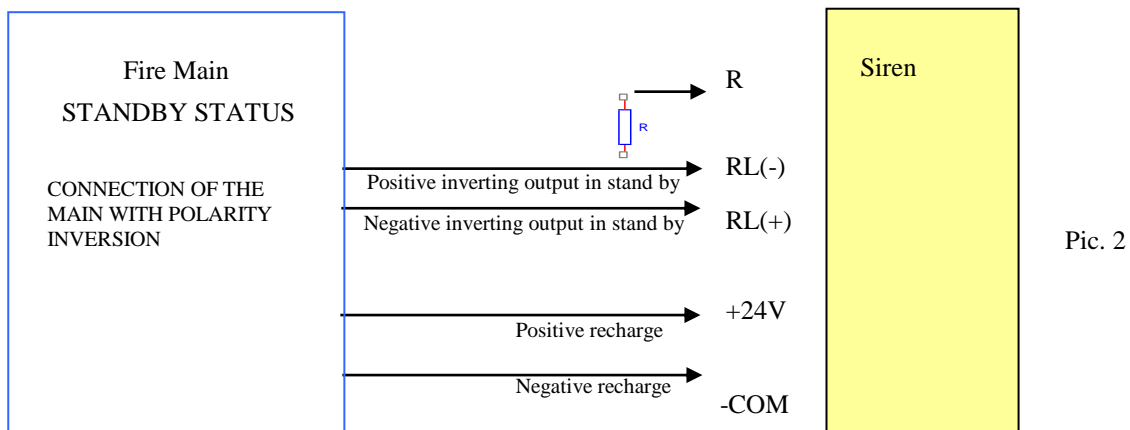 Fire Main
STANDBY STATUS
CONNECTION OF THE
MAIN WITH POLARITY
INVERSION
R
R
Positive inverting output in stand by
RL(-)
Negative inverting output in stand by
RL(+)
Positive recharge
+24V
Negative recharge
-COM
Siren
Pic. 2